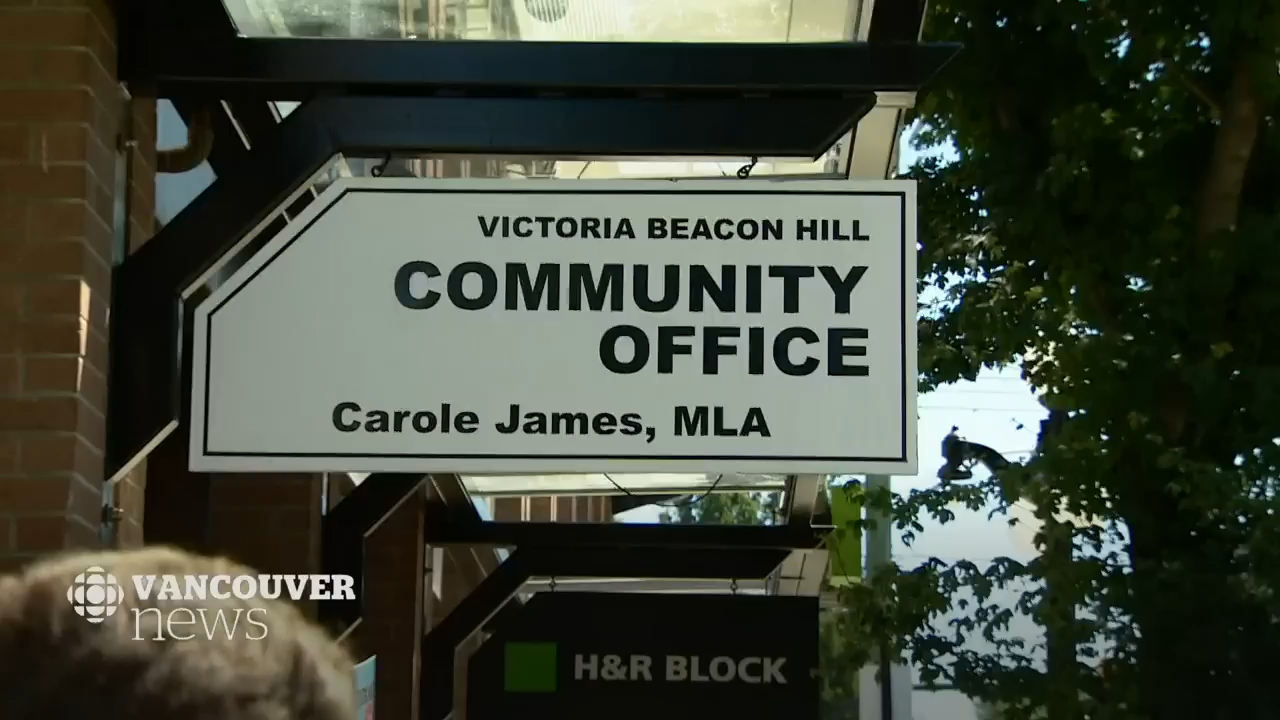 VICTORIA BEACON HILL
COMMUNITY
OFFICE
Carole James, MLA
VANCOUVER
news
H&R BLOCK